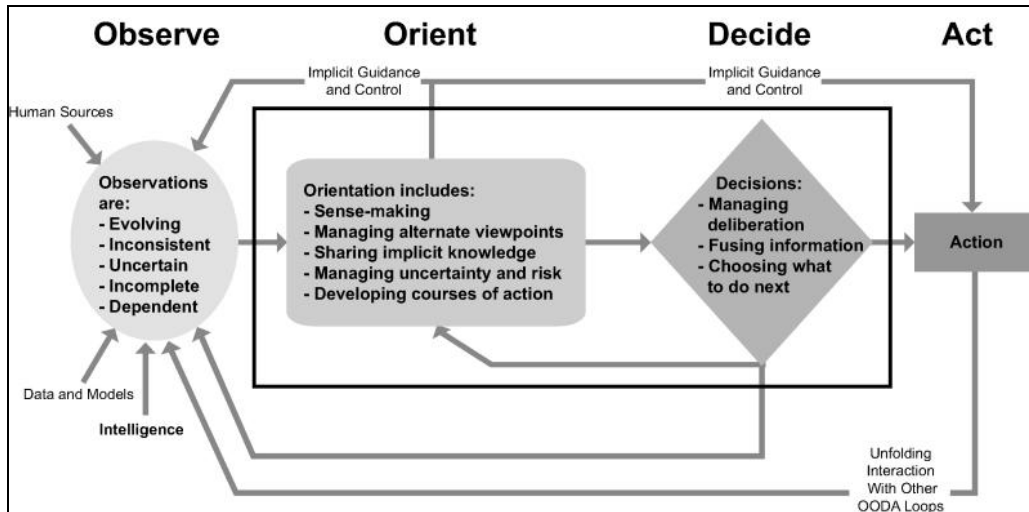 Observe
Orient
Decide
Act
Implicit Guidance
and Control
Implicit Guidance
and Control
Human Sources
Observations
are:
- Evolving
- Inconsistent
- Uncertain
- Incomplete
- Dependent
Orientation includes:
- Sense-making
- Managing alternate viewpoints
- Sharing implicit knowledge
- Managing uncertainty and risk
- Developing courses of action
Decisions:
- Managing
deliberation
- Fusing information
- Choosing what
to do next
Action
Data and Models
Intelligence
Unfolding
Interaction
With Other
OODA Loops